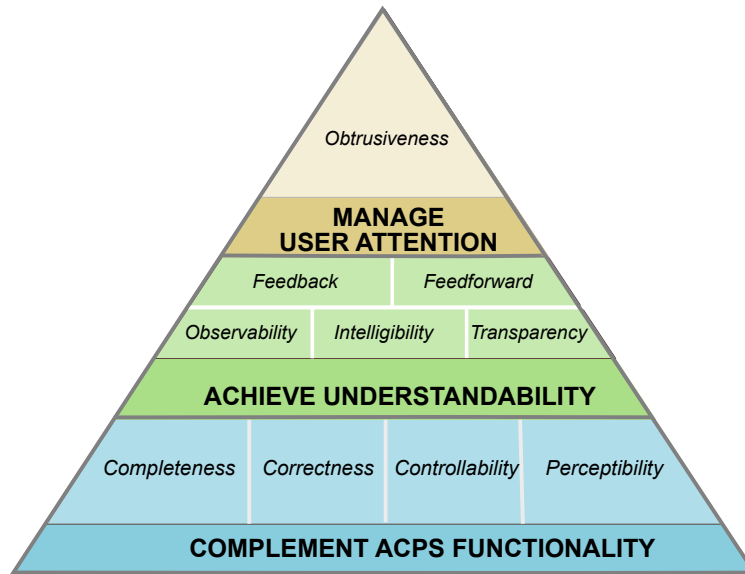 Obtrusiveness
MANAGE
USER ATTENTION
Feedback Feedforward
Observability Intelligibility Transparency
ACHIEVE UNDERSTANDABILITY
Completeness Correctness Controllability Perceptibility
COMPLEMENT ACPS FUNCTIONALITY